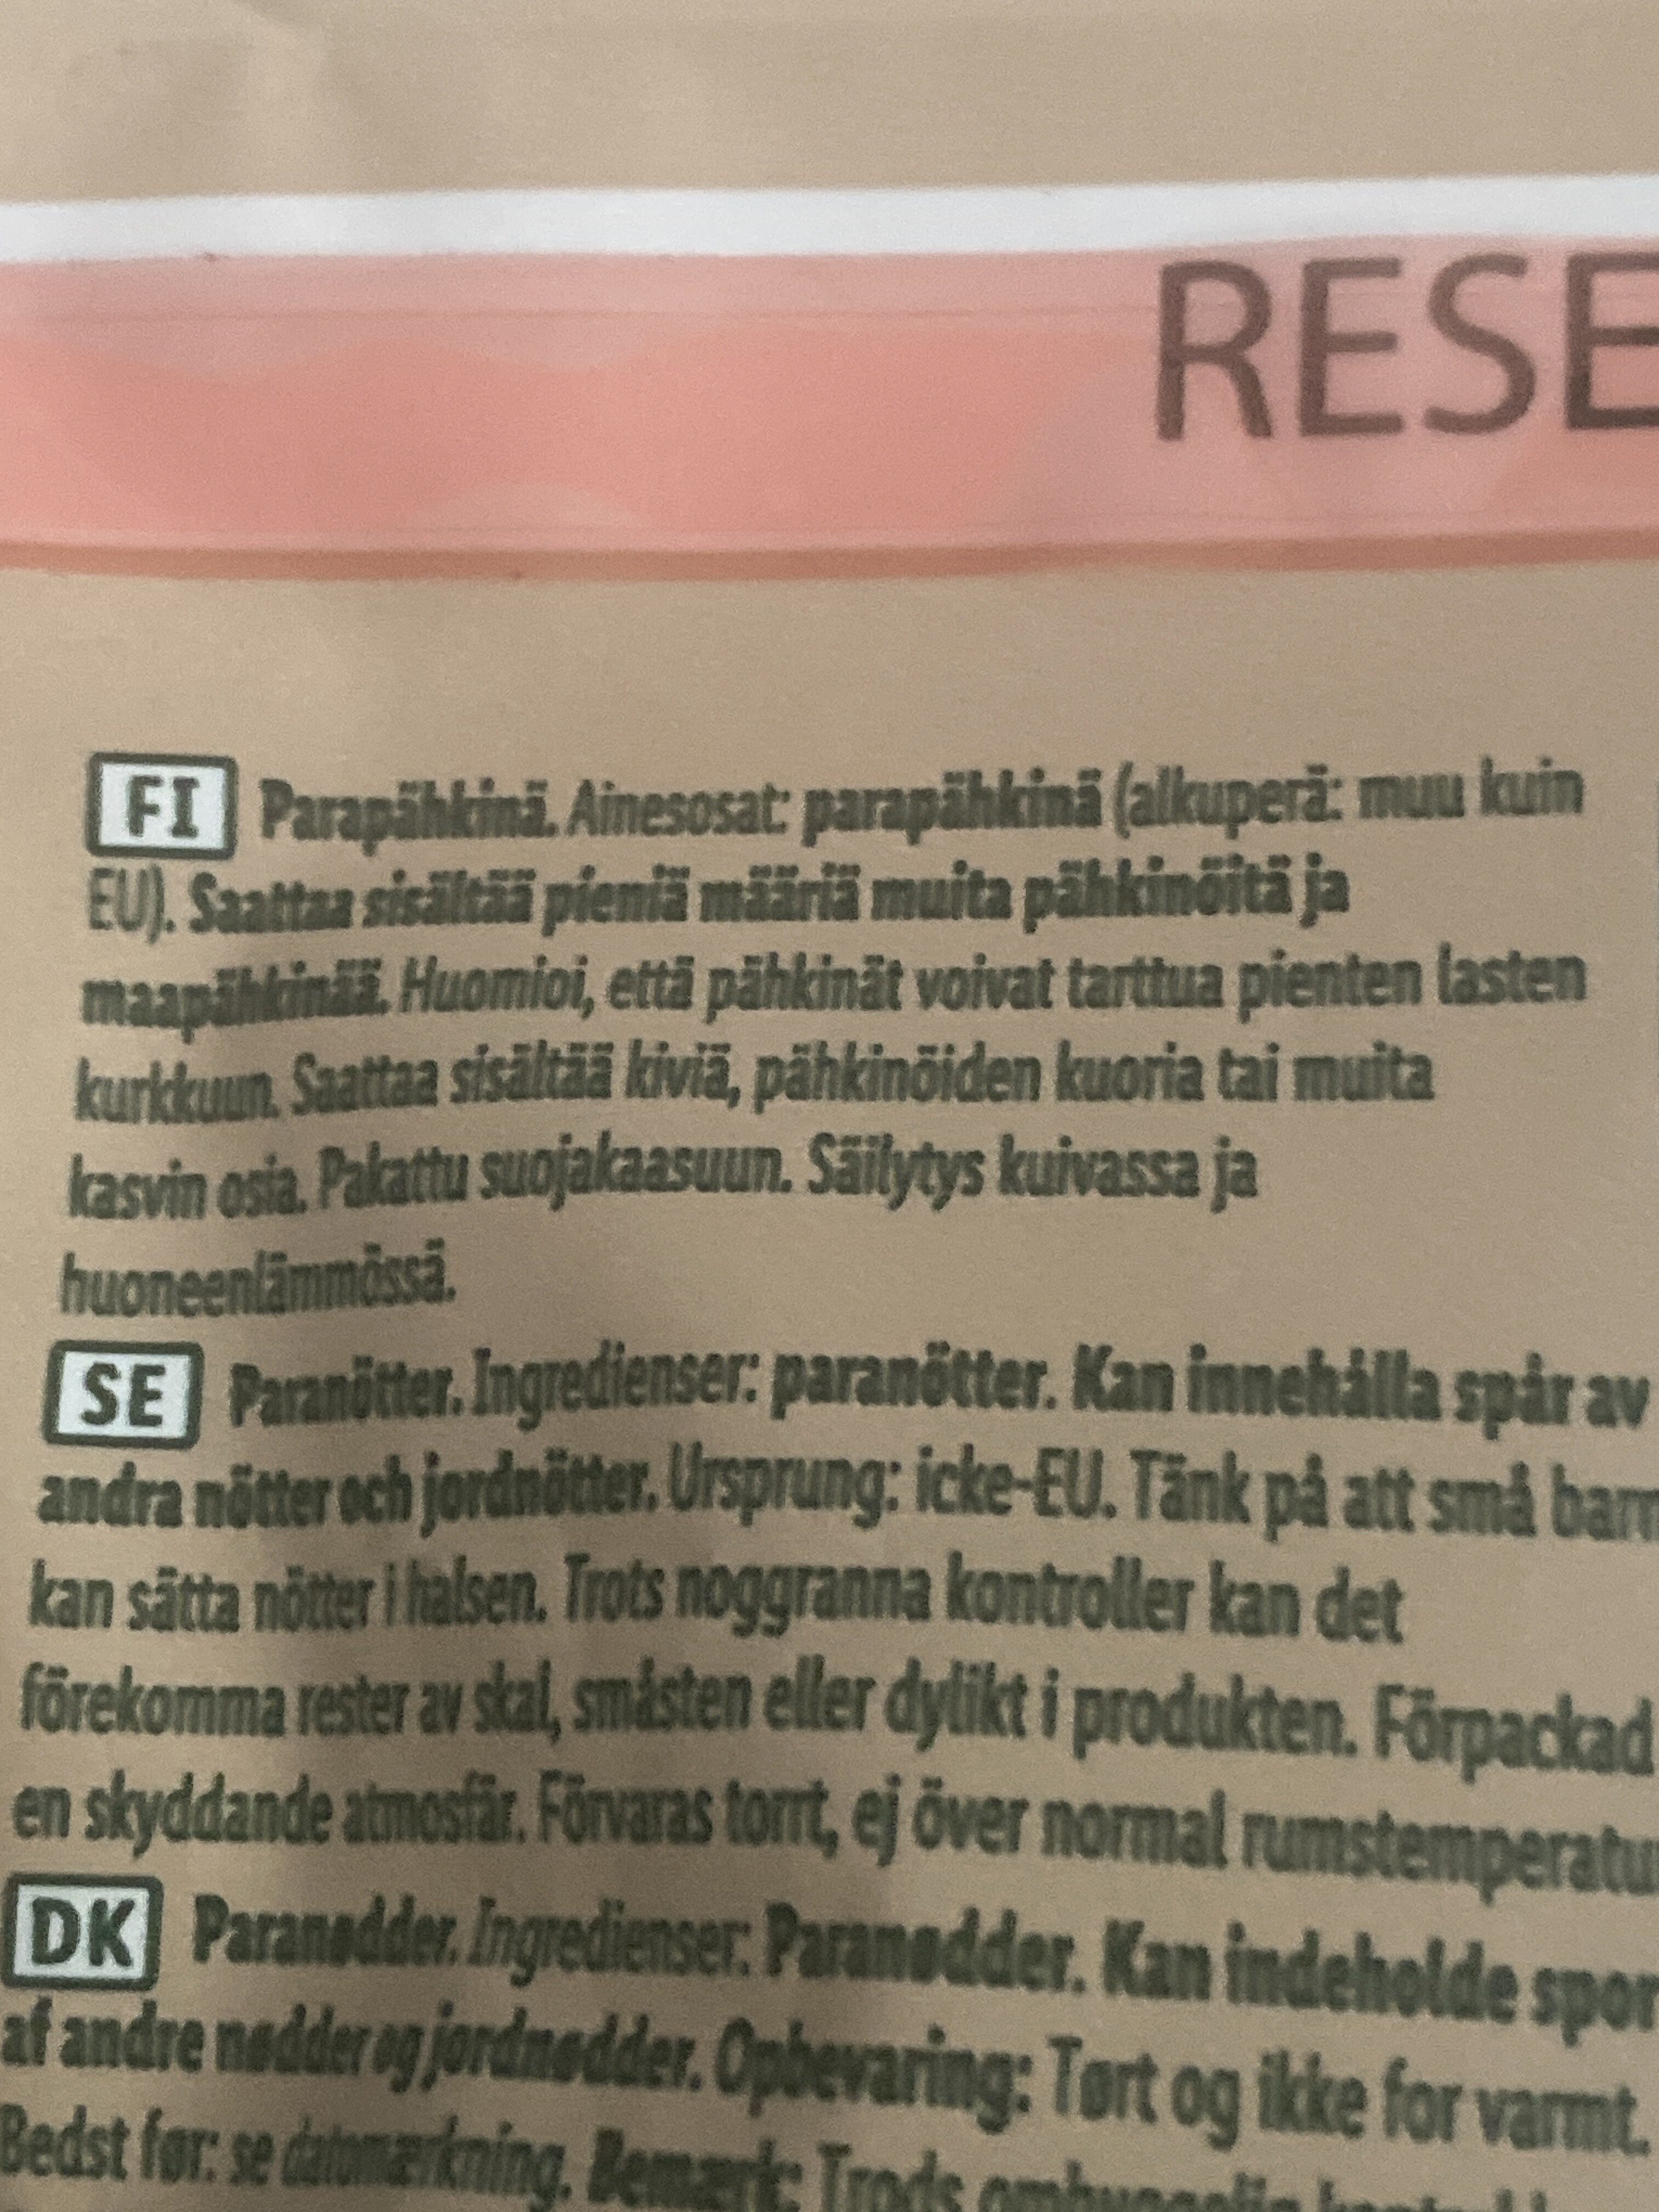 RESE
FI Parapähkinä. Ainesosat: parapähkinä (alkuperä: muu kuin
EU). Saattaa sisältää pieniä määriä muita pähkinöitä ja
maapähkinää. Huomioi, että pähkinät voivat tarttua pienten lasten
kurkkuun. Saattaa sisältää kiviä, pähkinöiden kuoria tai muita
kasvin osia. Pakattu suojakaasuun. Säilytys kuivassa ja
huoneenlämmössä.
SE Paranötter. Ingredienser: paranötter. Kan innehålla spår av
andra nötter och jordnötter. Ursprung: icke-EU. Tänk på att små barn
kan sätta nötter i halsen. Trots noggranna kontroller kan det
förekomma rester av skal, småsten eller dylikt i produkten. Förpackad
en skyddande atmosfär. Förvaras torrt, ej över normal rumstemperatu
DK Paranødder. Ingredienser: Paranødder. Kan indeholde spor
af andre nødder og jordnødder. Opbevaring: Tørt og ikke for varmt.
Bedst før: se datomærkning. Bemærk: Trods